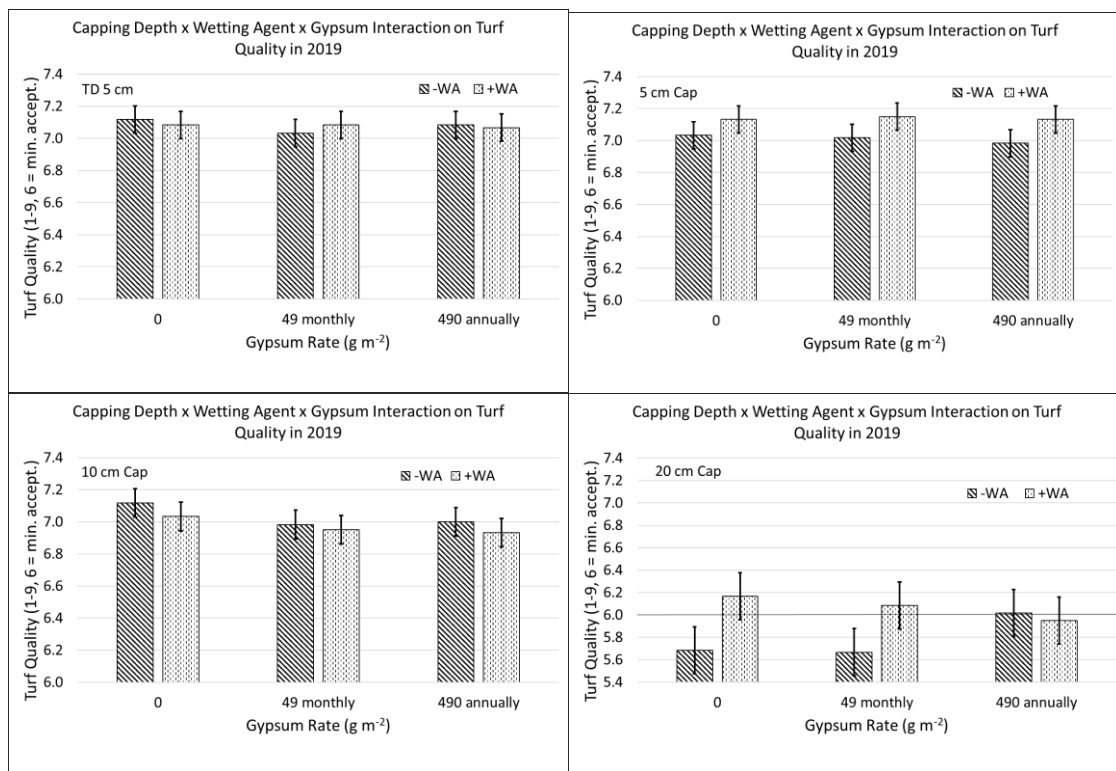 Capping Depth x Wetting Agent x Gypsum Interaction on Turf
Quality in 2019
TD 5 cm
-WA +WA
Turf Quality (1-9, 6 = min. accept.)
7.4
7.2
7.0
6.8
6.6
6.4
6.2
6.0
0 49 monthly 490 annually
Gypsum Rate (g m⁻²)
Capping Depth x Wetting Agent x Gypsum Interaction on Turf
Quality in 2019
5 cm Cap
-WA +WA
Turf Quality (1-9, 6 = min. accept.)
7.4
7.2
7.0
6.8
6.6
6.4
6.2
6.0
0 49 monthly 490 annually
Gypsum Rate (g m⁻²)
Capping Depth x Wetting Agent x Gypsum Interaction on Turf
Quality in 2019
10 cm Cap
-WA +WA
Turf Quality (1-9, 6 = min. accept.)
7.4
7.2
7.0
6.8
6.6
6.4
6.2
6.0
0 49 monthly 490 annually
Gypsum Rate (g m⁻²)
Capping Depth x Wetting Agent x Gypsum Interaction on Turf
Quality in 2019
20 cm Cap
-WA +WA
Turf Quality (1-9, 6 = min. accept.)
7.4
7.2
7.0
6.8
6.6
6.4
6.2
6.0
5.8
5.6
5.4
0 49 monthly 490 annually
Gypsum Rate (g m⁻²)